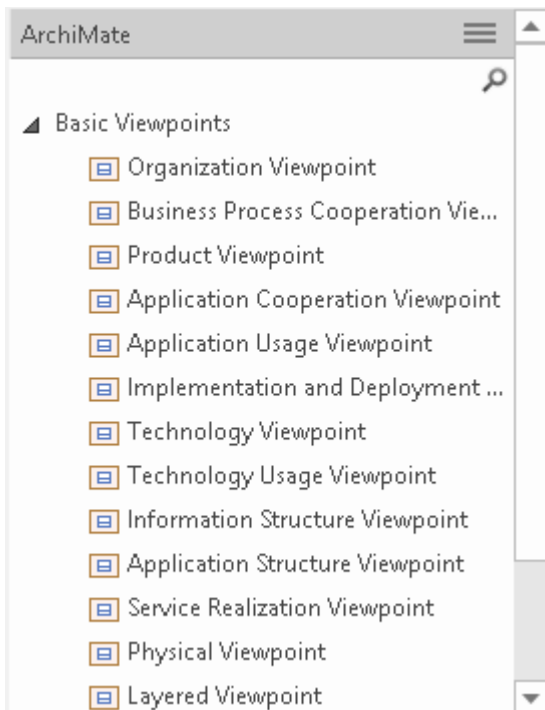 ArchiMate
Basic Viewpoints
Organization Viewpoint
Business Process Cooperation Vie...
Product Viewpoint
Application Cooperation Viewpoint
Application Usage Viewpoint
Implementation and Deployment ...
Technology Viewpoint
Technology Usage Viewpoint
Information Structure Viewpoint
Application Structure Viewpoint
Service Realization Viewpoint
Physical Viewpoint
Layered Viewpoint